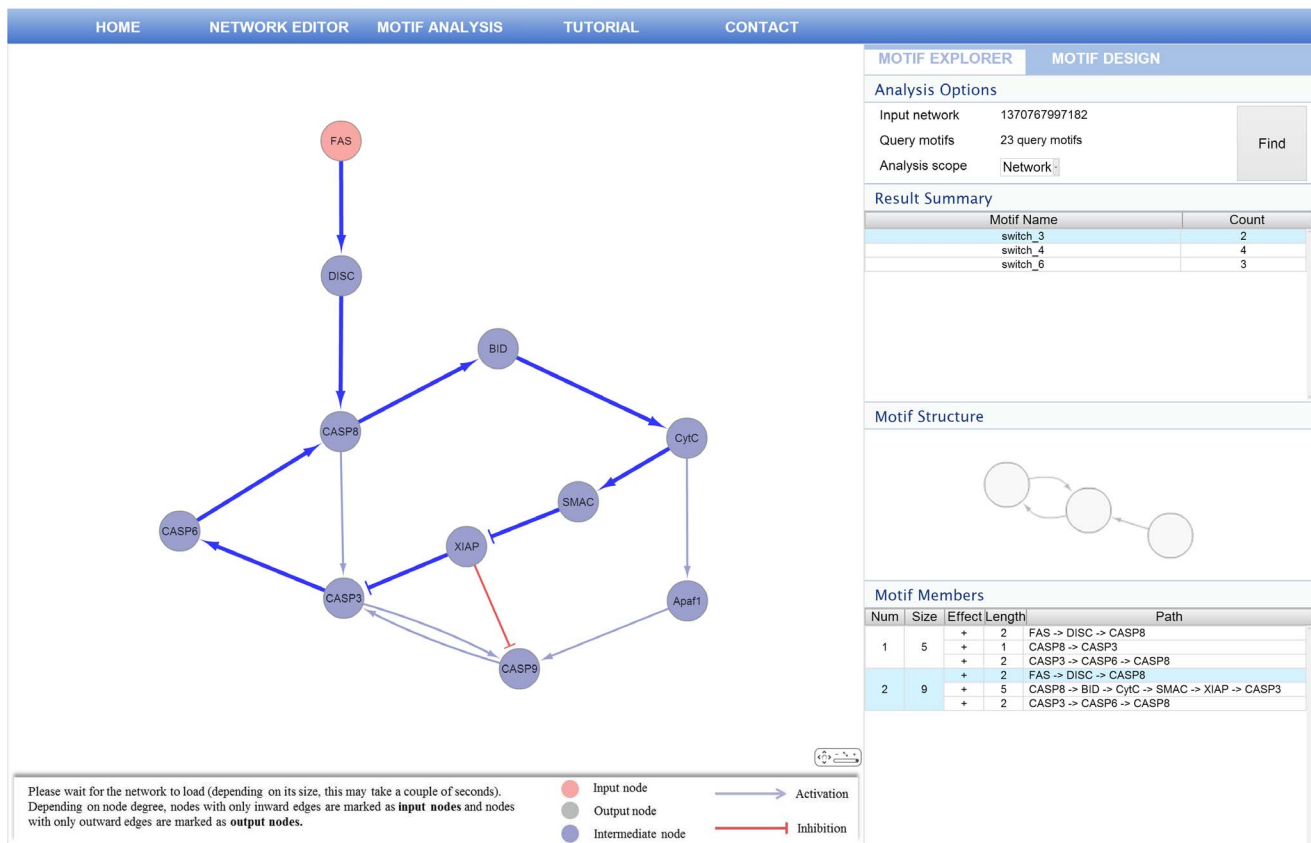 HOME NETWORK EDITOR MOTIF ANALYSIS TUTORIAL CONTACT
FAS
DISC
BID
CASP8
CytC
SMAC
CASP6
XIAP
CASP3
Apaf1
CASP9
Please wait for the network to load (depending on its size, this may take a couple of seconds).
Depending on node degree, nodes with only inward edges are marked as input nodes and nodes
with only outward edges are marked as output nodes.
Input node
Output node
Intermediate node
Activation
Inhibition
MOTIF EXPLORER MOTIF DESIGN
Analysis Options
Input network 1370767997182
Query motifs 23 query motifs
Analysis scope Network
Find
Result Summary
Motif Name Count
switch_3 2
switch_4 4
switch_6 3
Motif Structure
Motif Members
Num Size Effect Length Path
+ 2 FAS -> DISC -> CASP8
1 5 + 1 CASP8 -> CASP3
+ 2 CASP3 -> CASP6 -> CASP8
+ 2 FAS -> DISC -> CASP8
2 9 + 5 CASP8 -> BID -> CytC -> SMAC -> XIAP -> CASP3
+ 2 CASP3 -> CASP6 -> CASP8